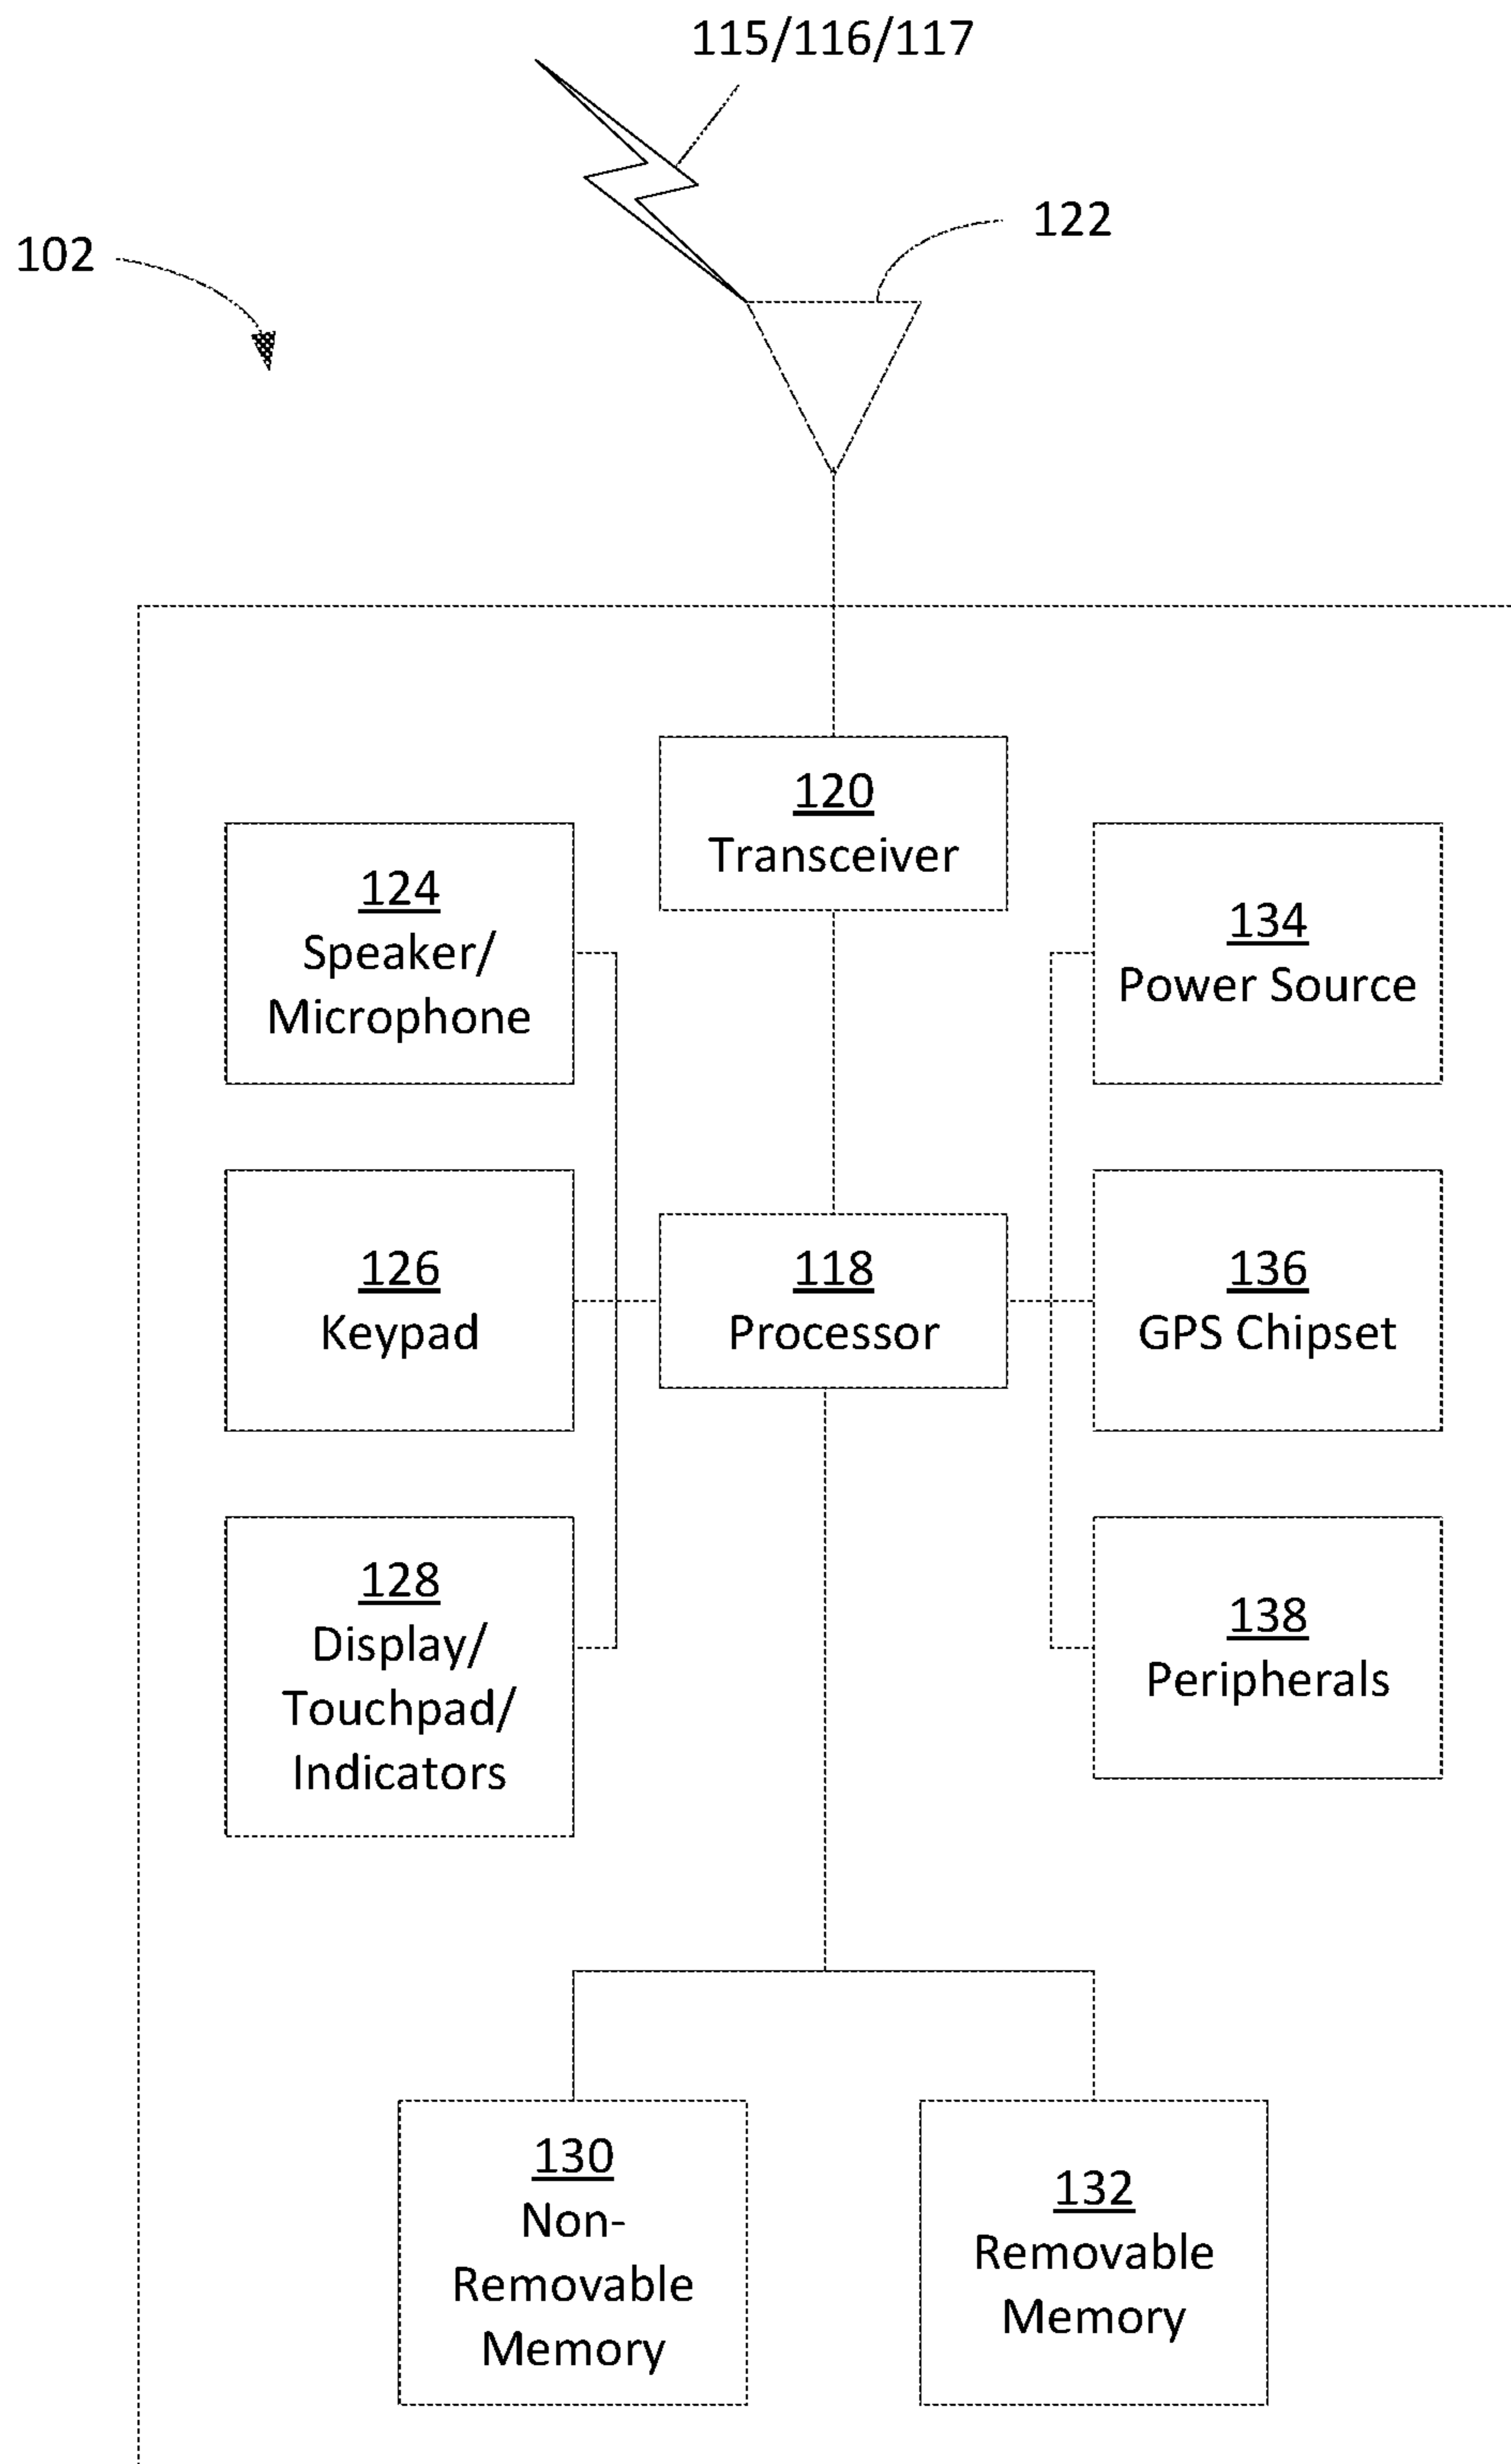 115/116/117
122
102
120
Transceiver
124
Speaker/
Microphone
134
Power Source
126
Keypad
118
Processor
136
GPS Chipset
128
Display/
Touchpad/
Indicators
138
Peripherals
130
Non-
Removable
Memory
132
Removable
Memory